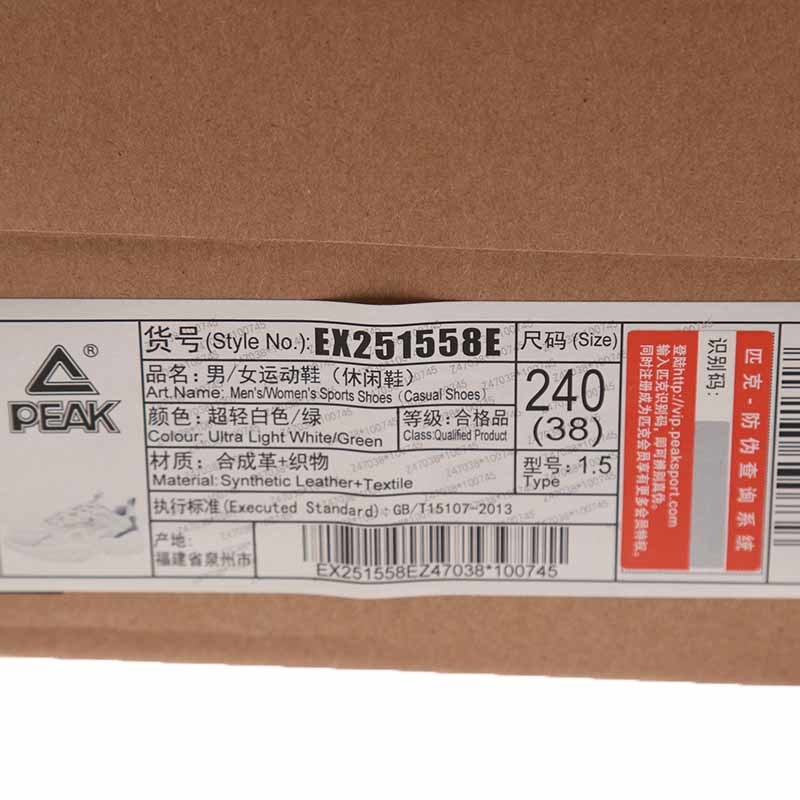 ®
PEAK
货号(Style No.): EX251558E
品名: 男/女运动鞋 (休闲鞋)
Art.Name: Men's/Women's Sports Shoes (Casual Shoes)
颜色: 超轻白色/绿
Colour: Ultra Light White/Green
等级: 合格品
Class:Qualified Product
材质: 合成革+织物
Material: Synthetic Leather+Textile
执行标准(Executed Standard): GB/T15107-2013
产地:
福建省泉州市
EX251558EZ47038*100745
尺码 (Size)
240
(38)
型号: 1.5
Type
匹克-防伪查询系统
识别码:
登陆http://vip.peaksport.com
输入匹克识别码, 即可辨别真伪。
同时注册成为匹克会员享受更多会员特权。
Z47038*100745